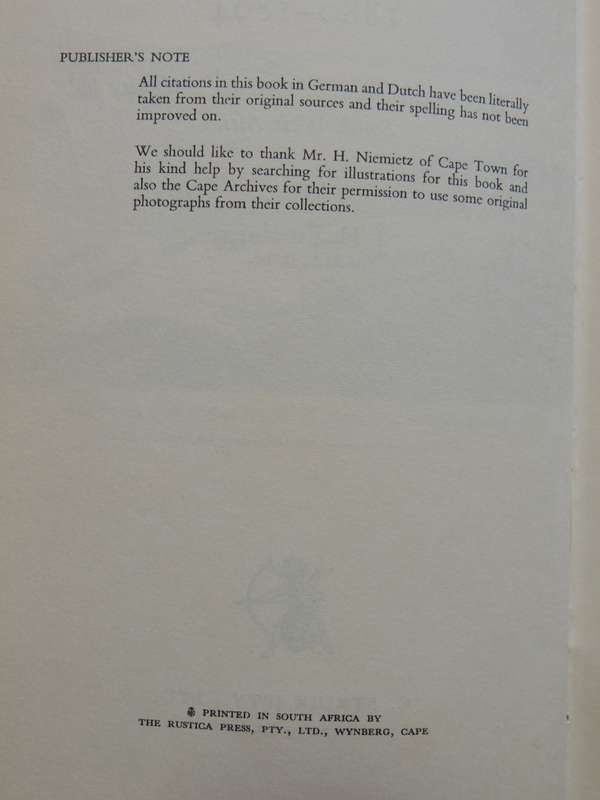 PUBLISHER'S NOTE
All citations in this book in German and Dutch have been literally
taken from their original sources and their spelling has not been
improved on.
We should like to thank Mr. H. Niemietz of Cape Town for
his kind help by searching for illustrations for this book and
also the Cape Archives for their permission to use some original
photographs from their collections.
PRINTED IN SOUTH AFRICA BY
THE RUSTICA PRESS, PTY., LTD., WYNBERG, CAPE